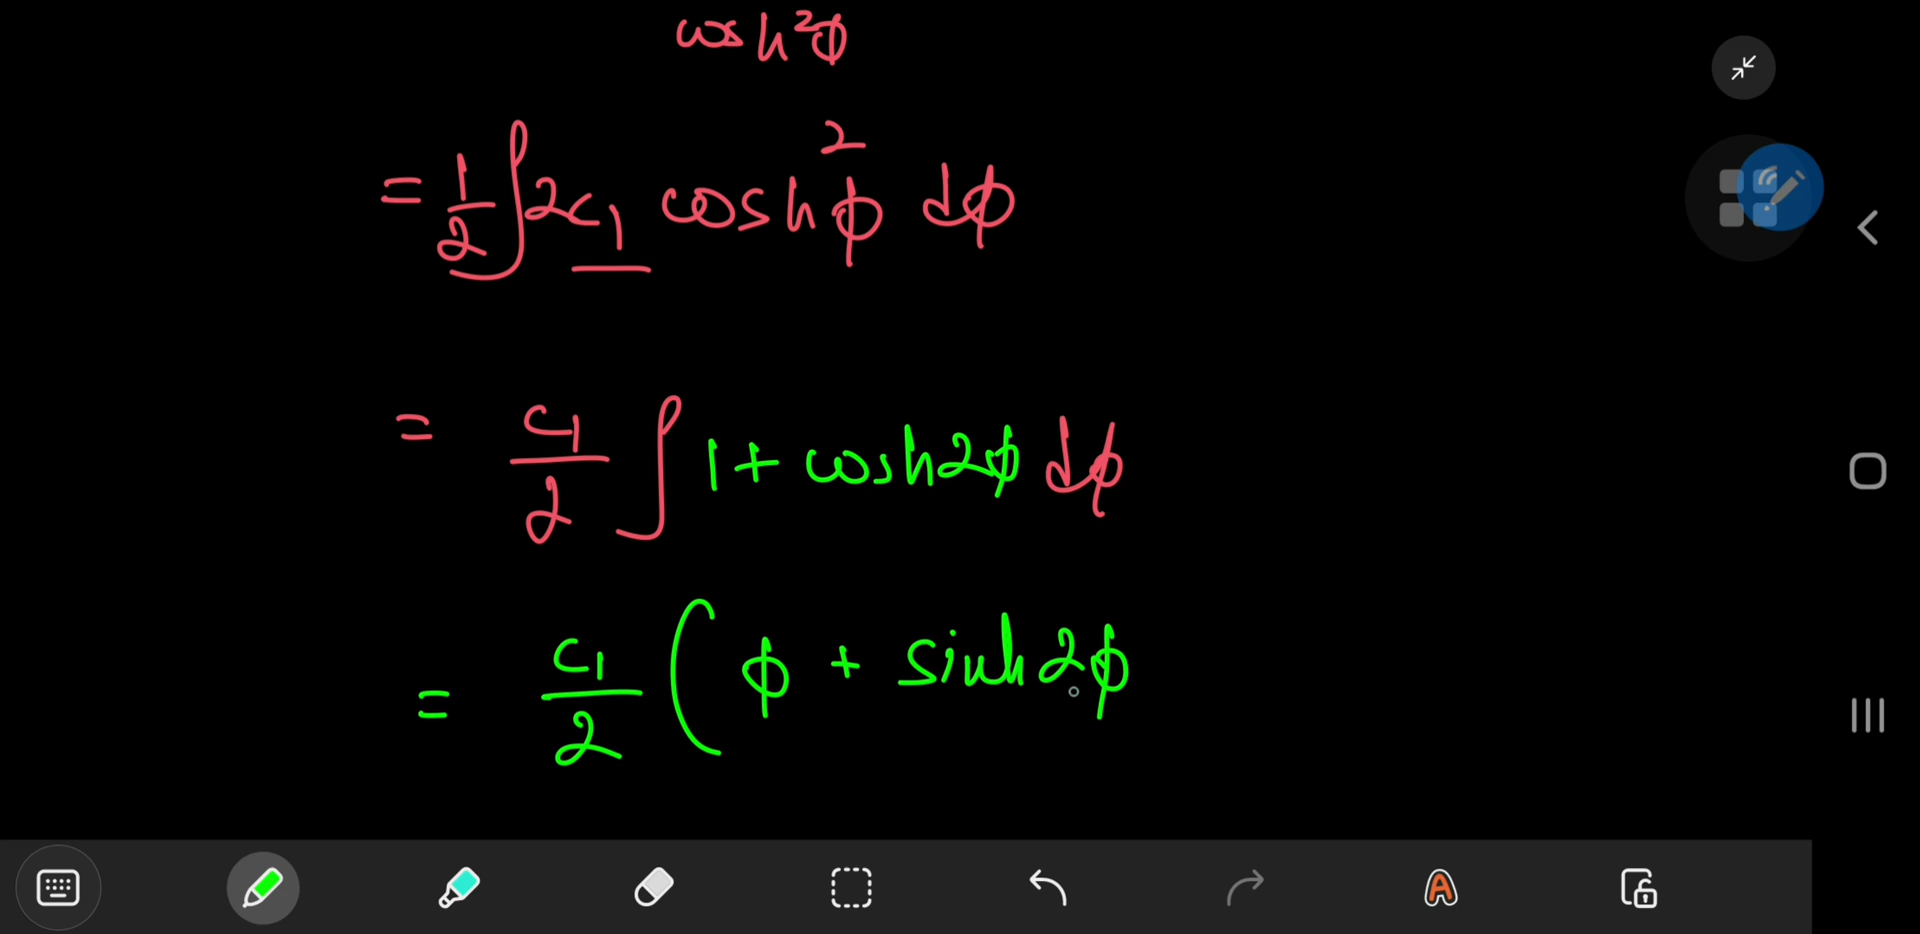 cosh²ϕ
= 1/2 ∫ 2c₁ cosh²ϕ dϕ
= c₁/2 ∫ 1 + cosh2ϕ dϕ
= c₁/2 ( ϕ + sinh2ϕ
A